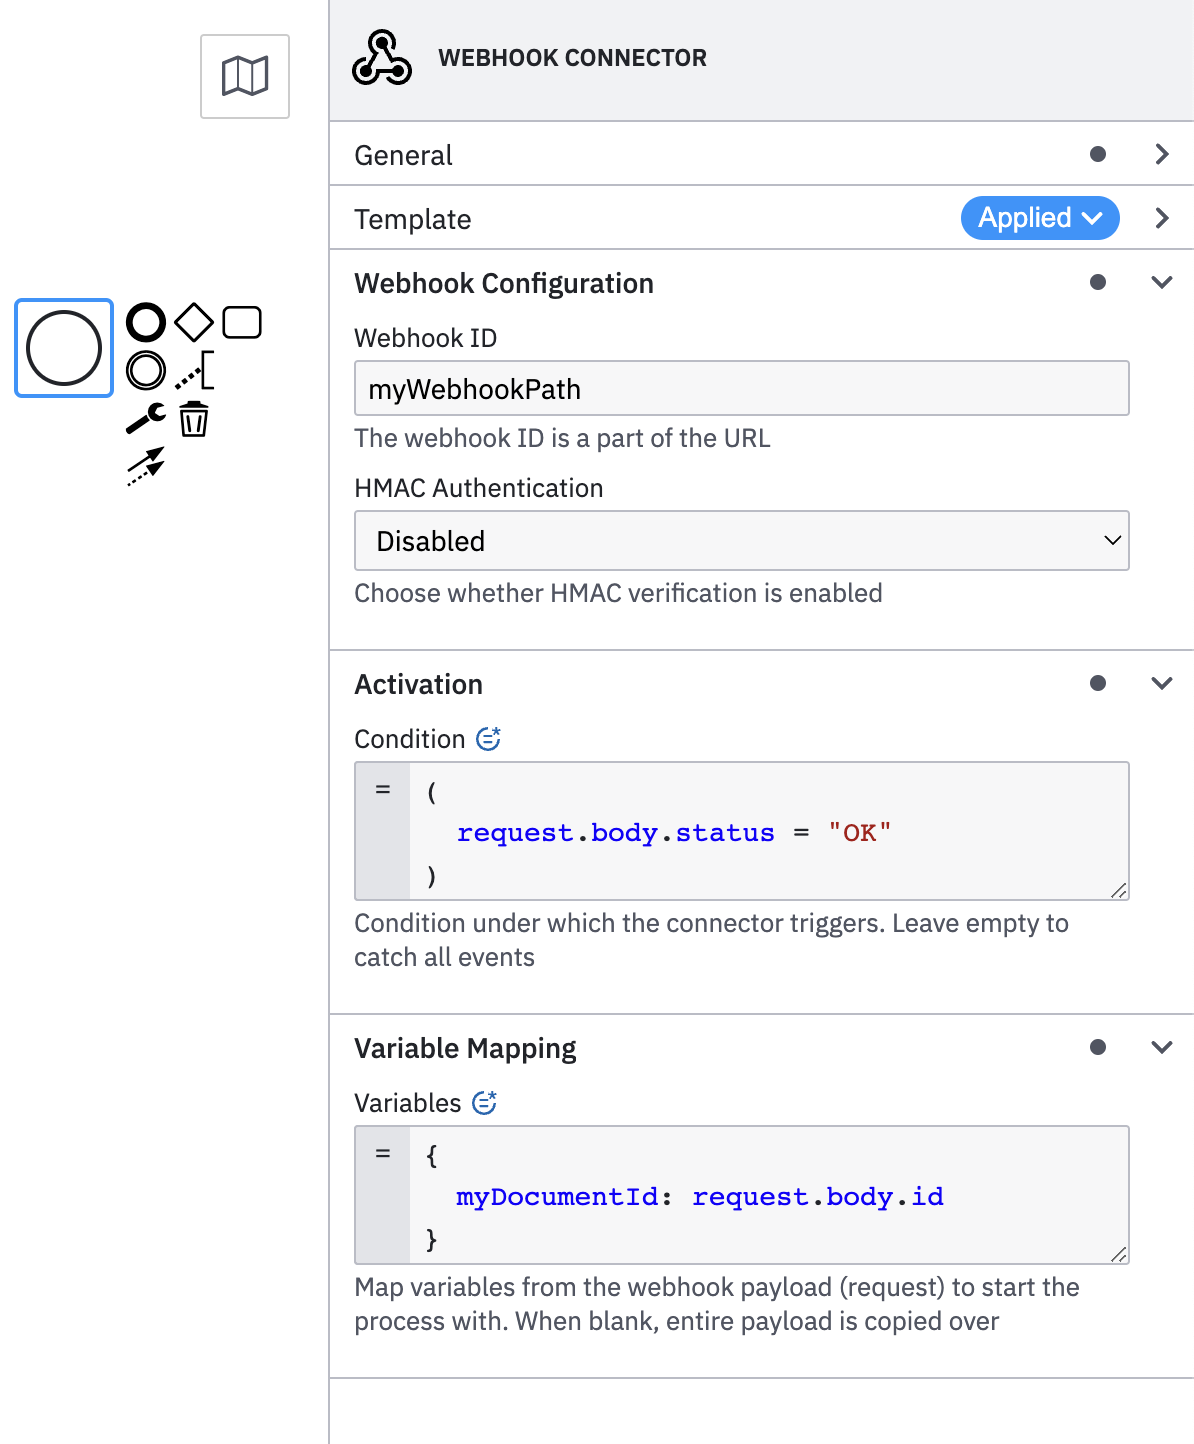 WEBHOOK CONNECTOR
General
Template
Applied
Webhook Configuration
Webhook ID
myWebhookPath
The webhook ID is a part of the URL
HMAC Authentication
Disabled
Choose whether HMAC verification is enabled
Activation
Condition
= (
request.body.status = "OK"
)
Condition under which the connector triggers. Leave empty to
catch all events
Variable Mapping
Variables
= {
myDocumentId: request.body.id
}
Map variables from the webhook payload (request) to start the
process with. When blank, entire payload is copied over